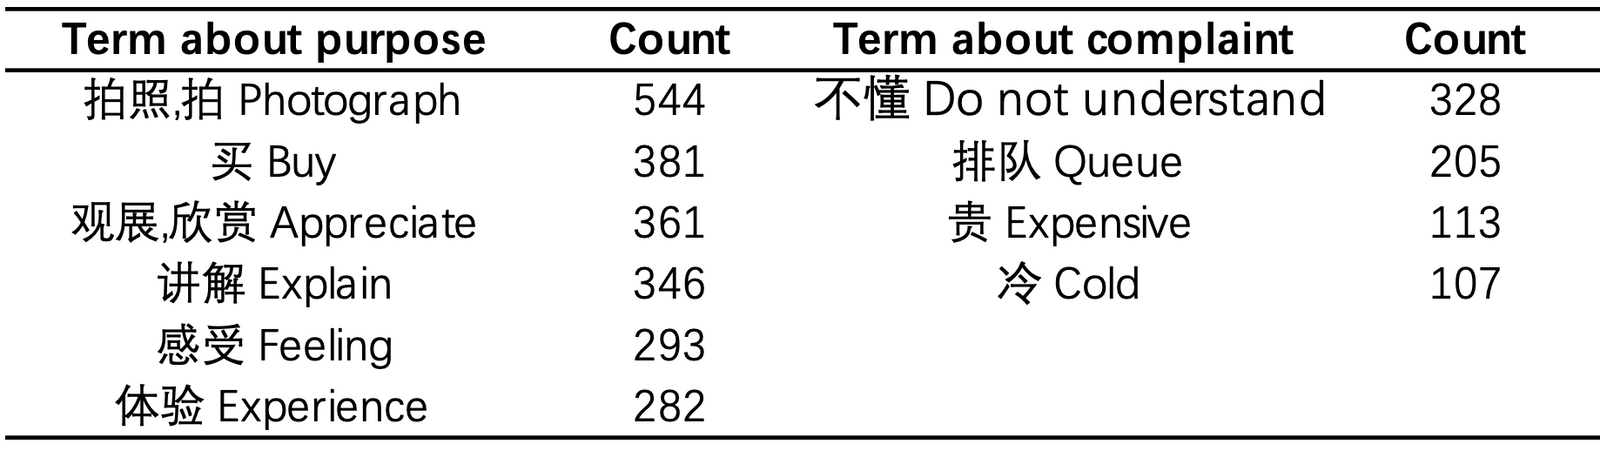 Term about purpose Count Term about complaint Count
拍照,拍 Photograph 544 不懂 Do not understand 328
买 Buy 381 排队 Queue 205
观展,欣赏 Appreciate 361 贵 Expensive 113
讲解 Explain 346 冷 Cold 107
感受 Feeling 293
体验 Experience 282